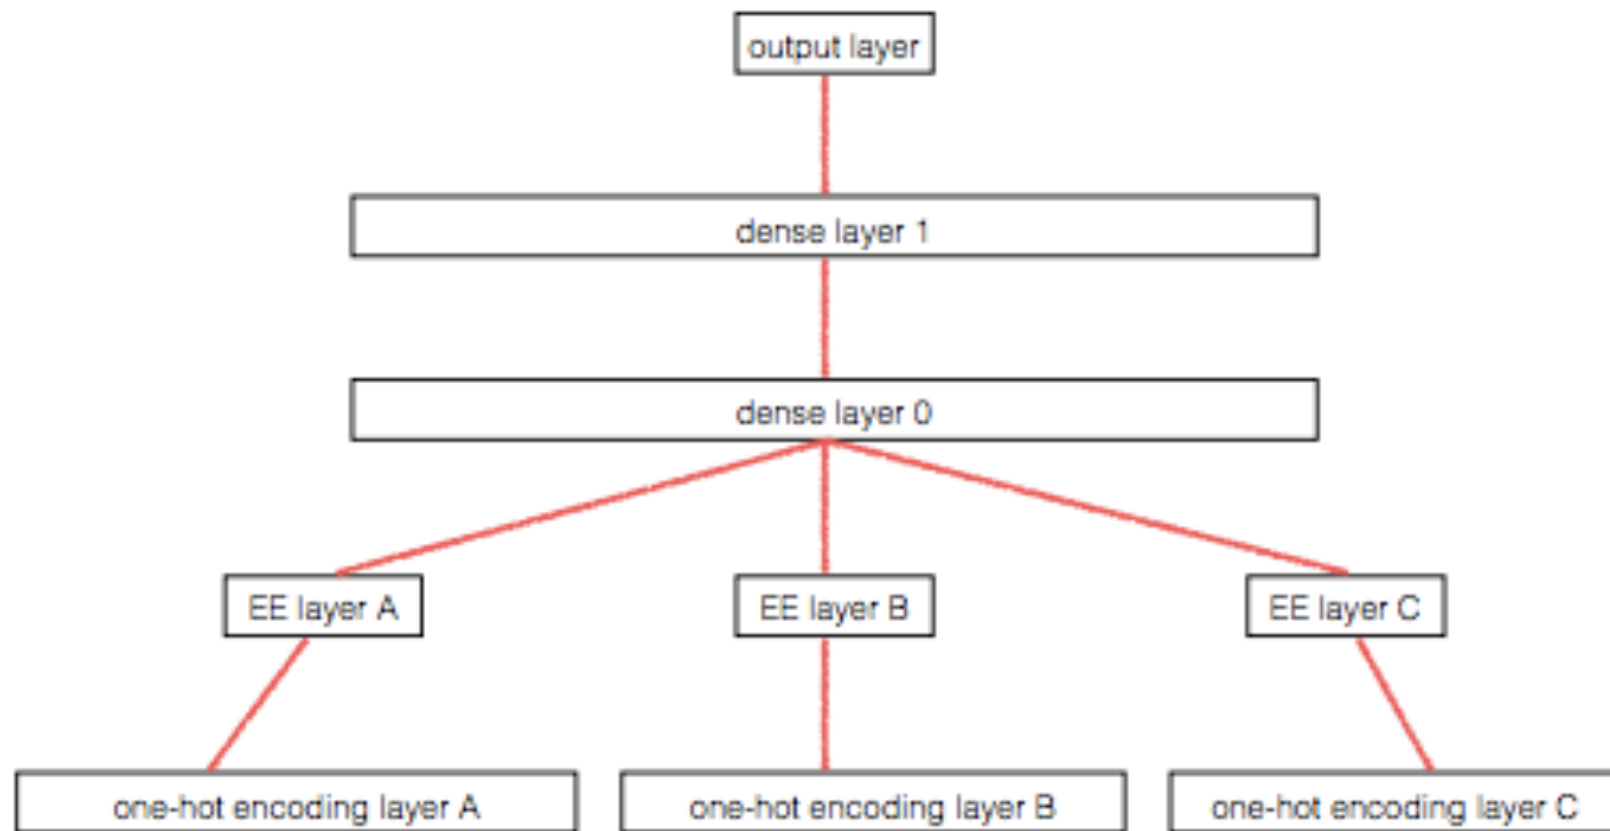 output layer
dense layer 1
dense layer 0
EE layer A
EE layer B
EE layer C
one-hot encoding layer A
one-hot encoding layer B
one-hot encoding layer C